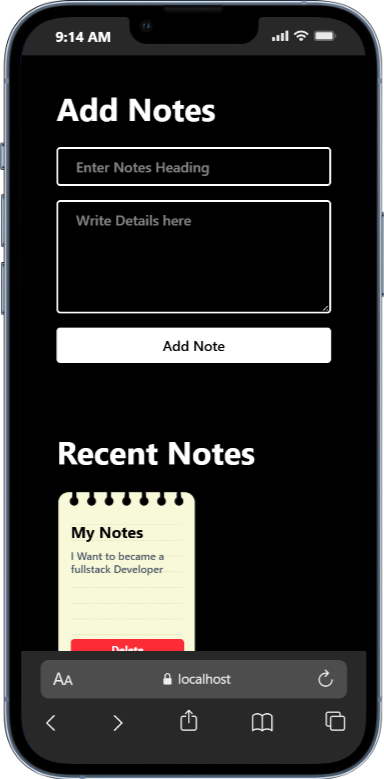 9:14 AM
Add Notes
Enter Notes Heading
Write Details here
Add Note
Recent Notes
My Notes
I Want to became a
fullstack Developer
Delete
AA
localhost